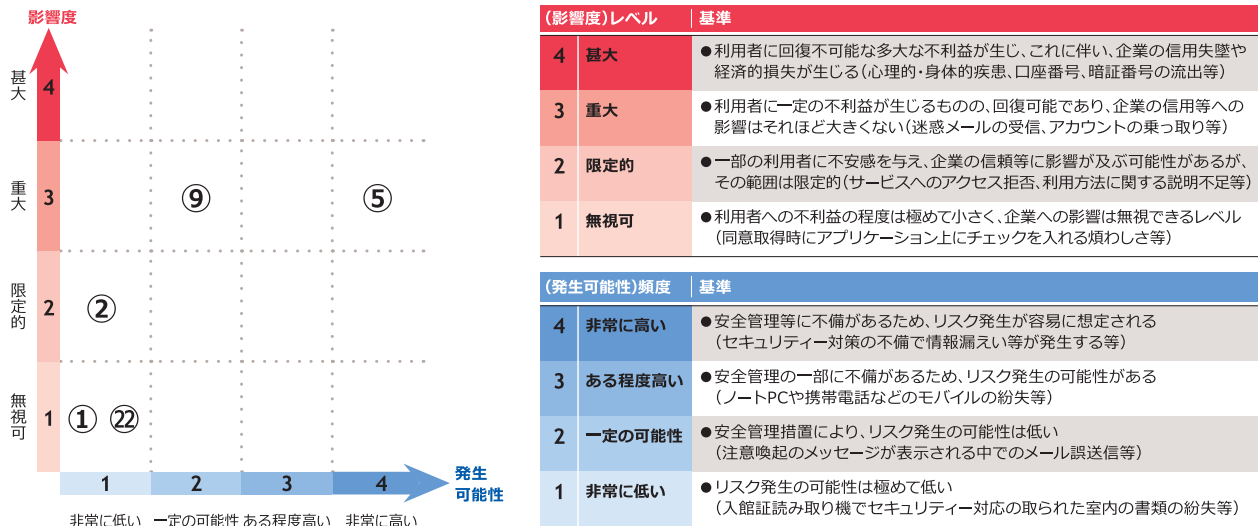 影響度
甚大
4
重大
3
⑨
⑤
限定的
2
②
無視可
1
①
㉒
1
2
3
4
発生
可能性
非常に低い
一定の可能性
ある程度高い
非常に高い
(影響度)レベル 基準
4 甚大
●利用者に回復不可能な多大な不利益が生じ、これに伴い、企業の信用失墜や
経済的損失が生じる(心理的・身体的疾患、口座番号、暗証番号の流出等)
3 重大
●利用者に一定の不利益が生じるものの、回復可能であり、企業の信用等への
影響はそれほど大きくない(迷惑メールの受信、アカウントの乗っ取り等)
2 限定的
●一部の利用者に不安感を与え、企業の信頼等に影響が及ぶ可能性があるが、
その範囲は限定的(サービスへのアクセス拒否、利用方法に関する説明不足等)
1 無視可
●利用者への不利益の程度は極めて小さく、企業への影響は無視できるレベル
(同意取得時にアプリケーション上にチェックを入れる煩わしさ等)
(発生可能性)頻度 基準
4 非常に高い
●安全管理等に不備があるため、リスク発生が容易に想定される
(セキュリティー対策の不備で情報漏えい等が発生する等)
3 ある程度高い
●安全管理の一部に不備があるため、リスク発生の可能性がある
(ノートPCや携帯電話などのモバイルの紛失等)
2 一定の可能性
●安全管理措置により、リスク発生の可能性は低い
(注意喚起のメッセージが表示される中でのメール誤送信等)
1 非常に低い
●リスク発生の可能性は極めて低い
(入館証読み取り機でセキュリティー対応の取られた室内の書類の紛失等)